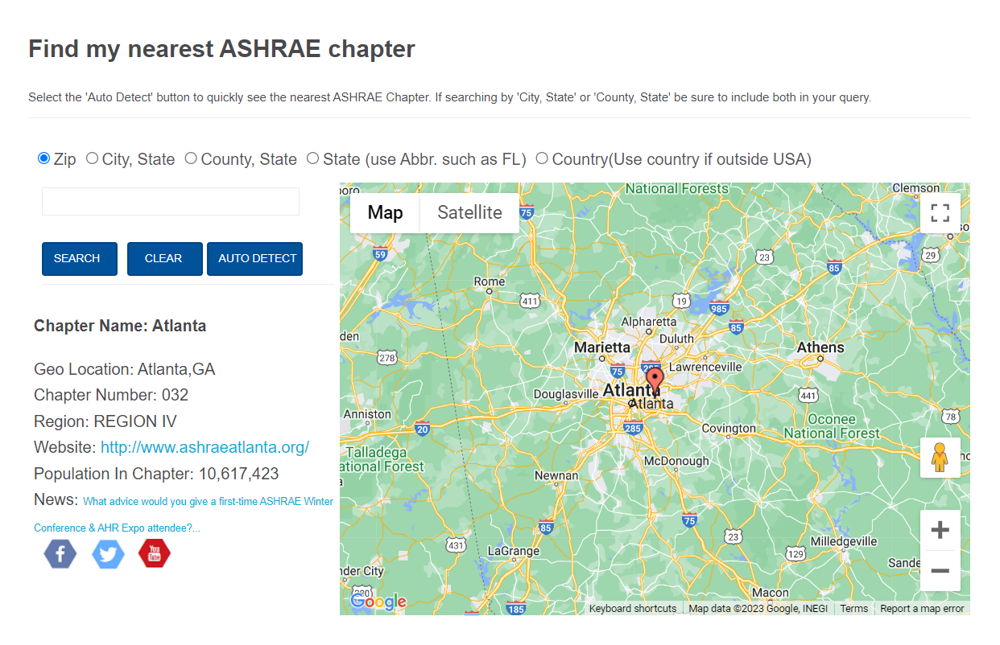 Find my nearest ASHRAE chapter
Select the 'Auto Detect' button to quickly see the nearest ASHRAE Chapter. If searching by 'City, State' or 'County, State' be sure to include both in your query.
Zip City, State County, State State (use Abbr. such as FL) Country(Use country if outside USA)
SEARCH CLEAR AUTO DETECT
Chapter Name: Atlanta
Geo Location: Atlanta,GA
Chapter Number: 032
Region: REGION IV
Website: http://www.ashraeatlanta.org/
Population In Chapter: 10,617,423
News: What advice would you give a first-time ASHRAE Winter
Conference & AHR Expo attendee?...
f
You
Tube
Map Satellite
National Forests
Clemson
75
59
23
85
29
Rome
411
19
985
85
Alpharetta
Duluth
den
278
Marietta
Athens
75
Lawrenceville
Douglasville
Atlanta
Atlanta
441
78
Anniston
20
285
Covington
Oconee
National Forest
Talladega
ational Forest
McDonough
Newnan
85
75
23
431
LaGrange
129
Milledgeville
Sande
nder City
280
Macon
185
Google
Keyboard shortcuts Map data ©2023 Google, INEGI Terms Report a map error